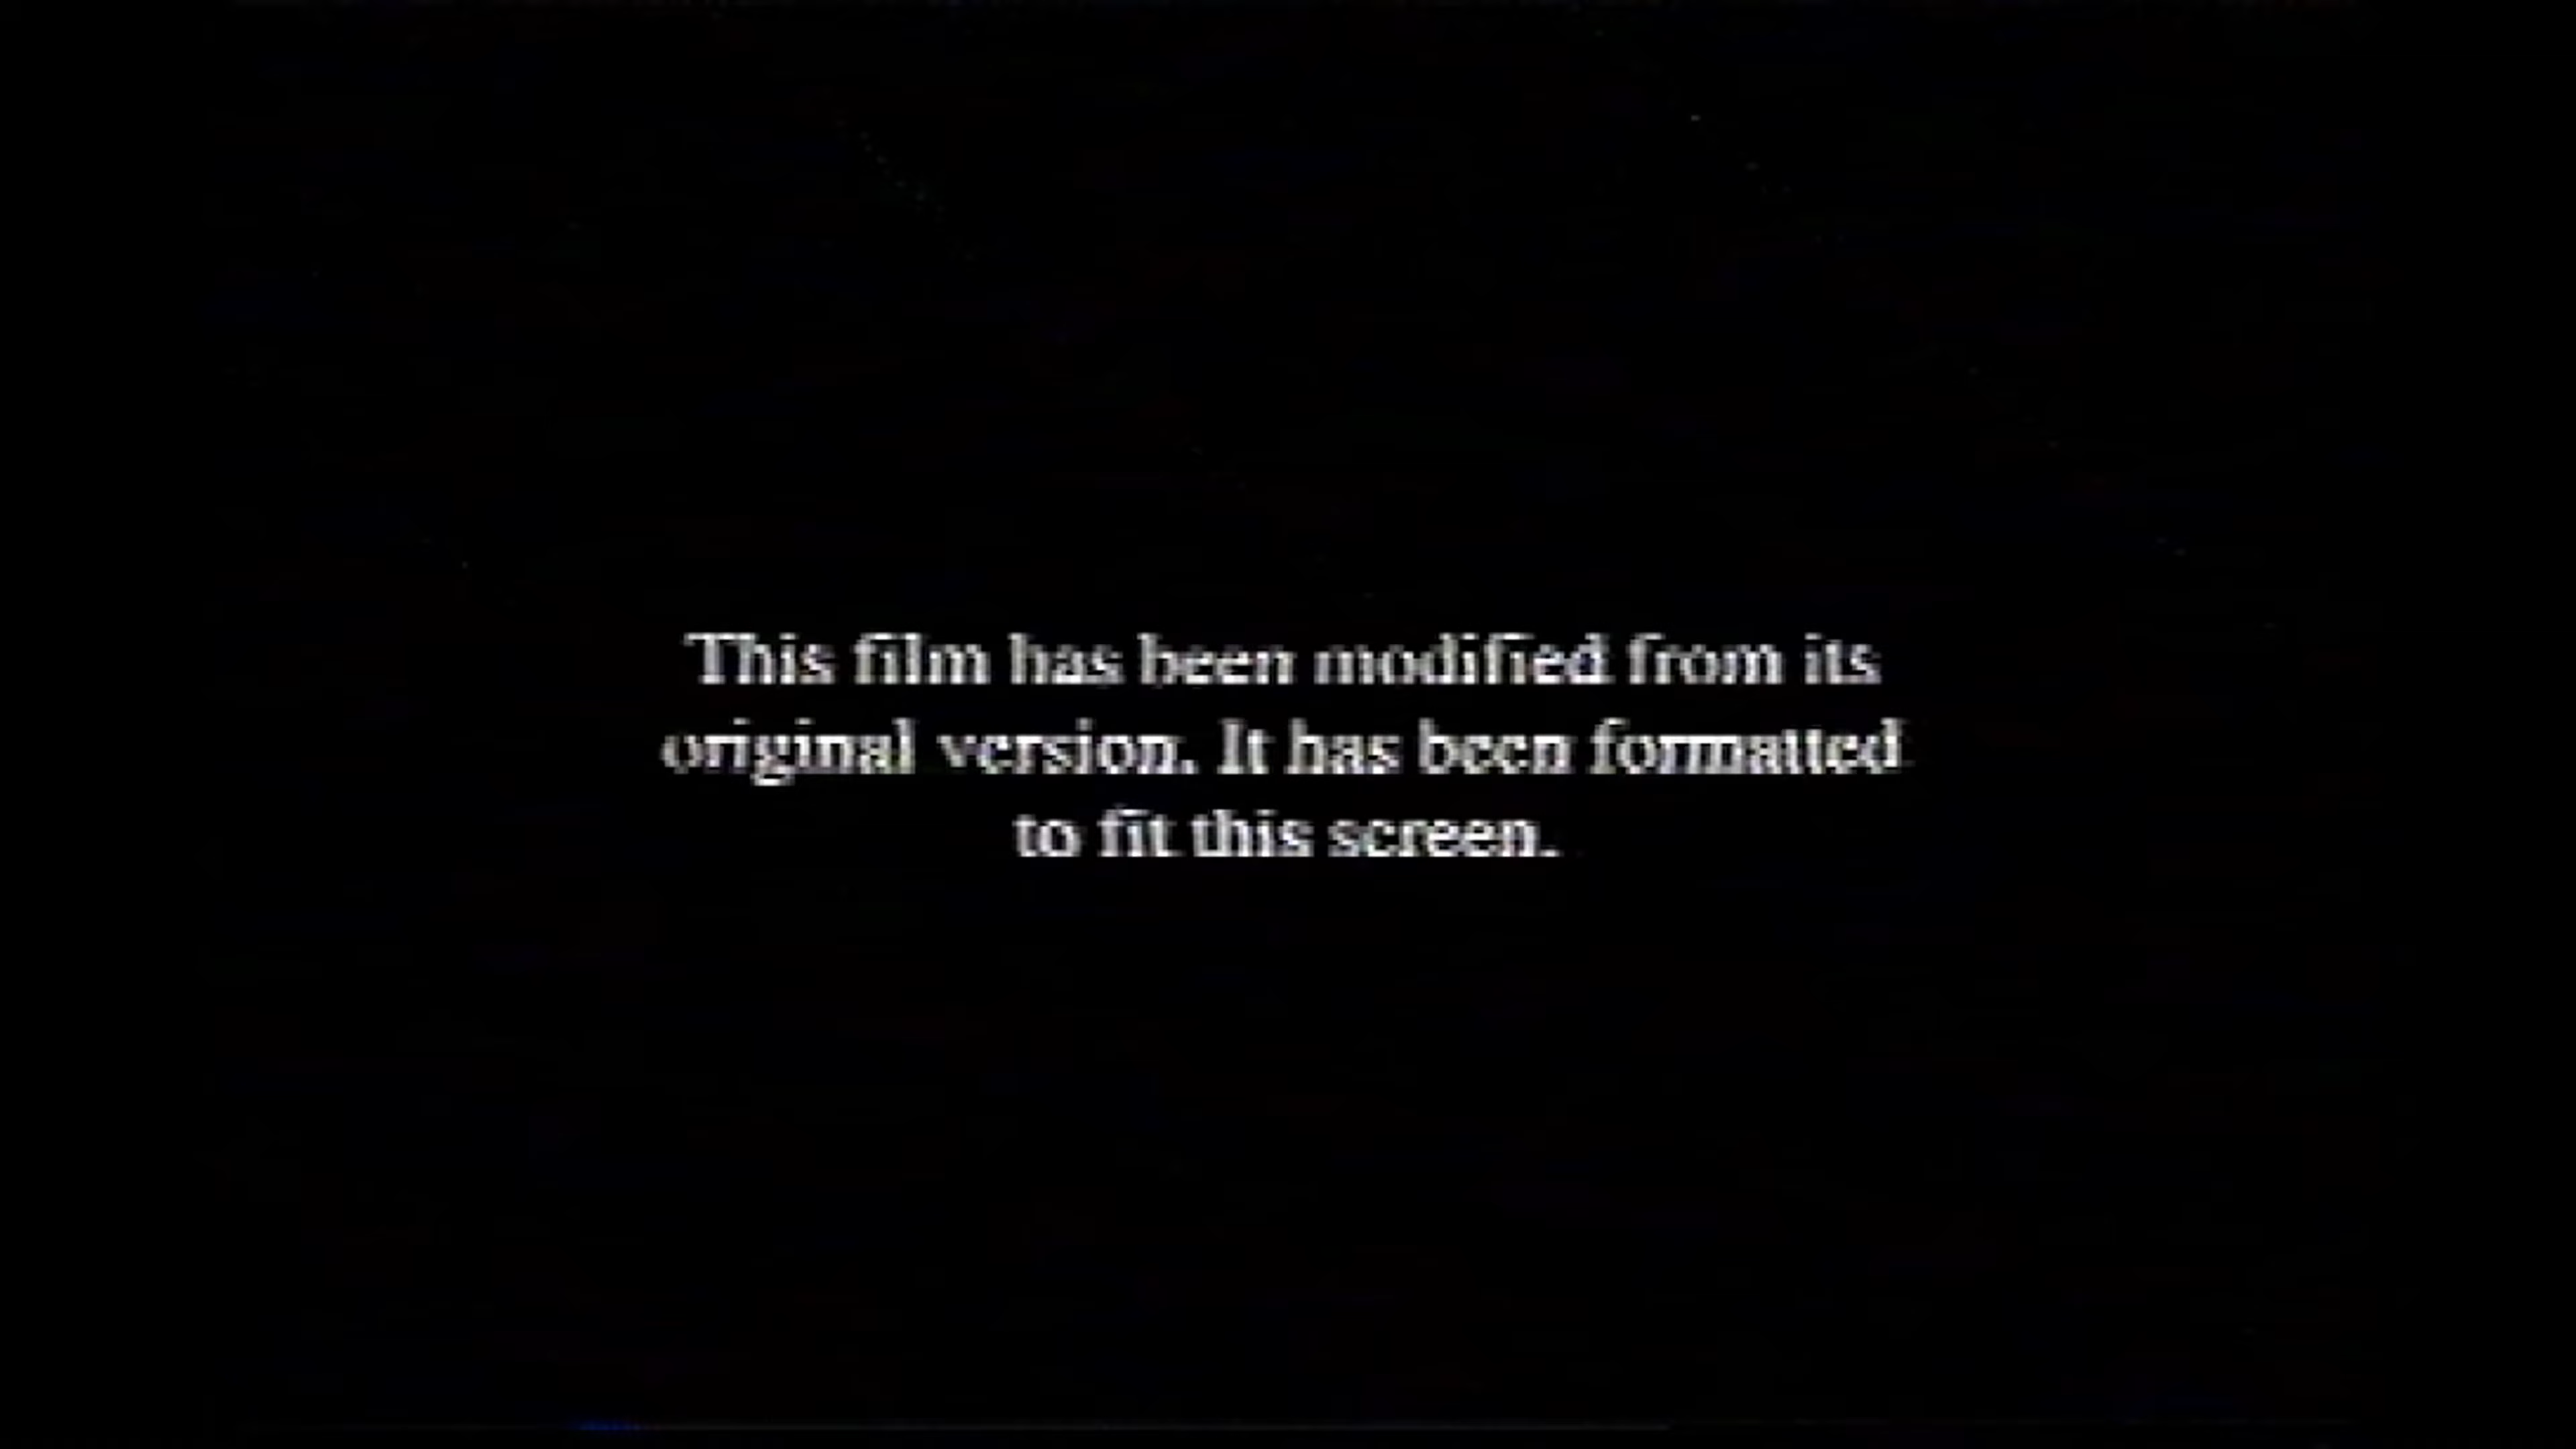 This film has been modified from its
original version. It has been formatted
to fit this screen.